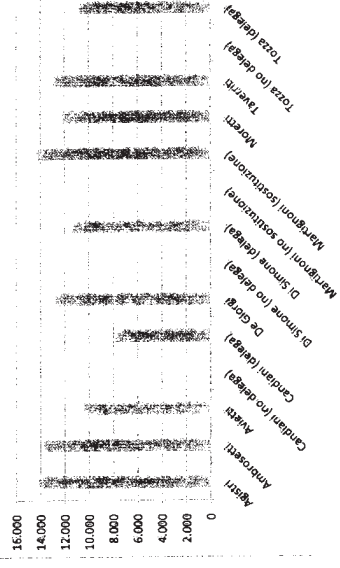 16.000
14.000
12.000
10.000
8.000
6.000
4.000
2.000
0
Agistri
Ambrosetti
Avietti
Candiani (no delega)
Candiani (delega)
De Giorgi
Di Simone (no delega)
Di Simone (delega)
Martignoni (no sostituzione)
Martignoni (sostituzione)
Moretti
Taverriti
Tozza (no delega)
Tozza (delega)